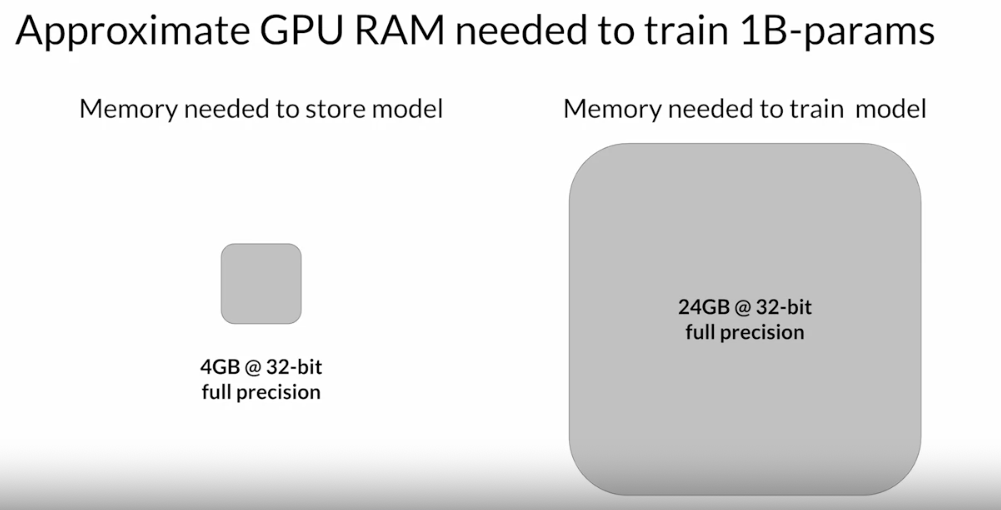 Approximate GPU RAM needed to train 1B-params
Memory needed to store model
Memory needed to train model
4GB @ 32-bit
full precision
24GB @ 32-bit
full precision